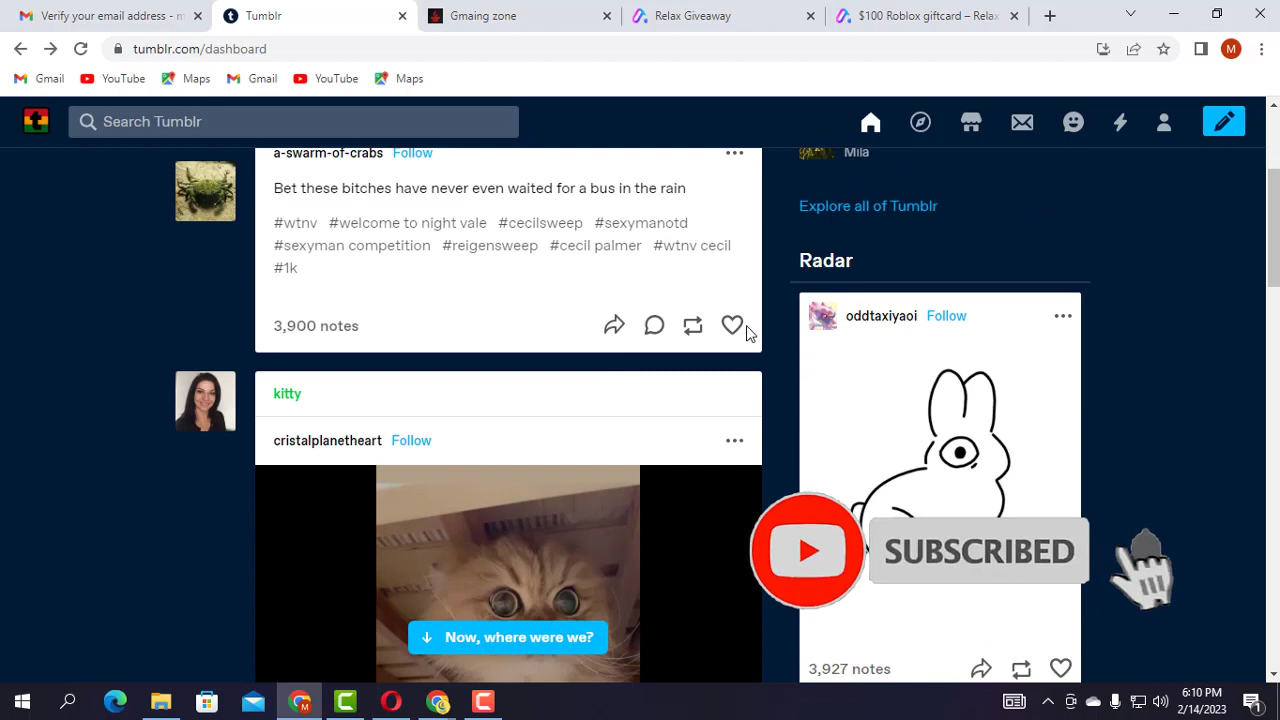 Verify your email address
Tumblr
Gmaing zone
Relax Giveaway
$100 Roblox giftcard – Relax
tumblr.com/dashboard
M
Gmail
YouTube
Maps
Gmail
YouTube
Maps
t
Search Tumblr
a-swarm-of-crabs Follow
Mila
Bet these bitches have never even waited for a bus in the rain
#wtnv #welcome to night vale #cecilsweep #sexymanotd
#sexyman competition #reigensweep #cecil palmer #wtnv cecil
#1k
3,900 notes
Explore all of Tumblr
Radar
oddtaxiyaoi Follow
kitty
cristalplanetheart Follow
SUBSCRIBED
Now, where were we?
3,927 notes
6:10 PM
2/14/2023
1